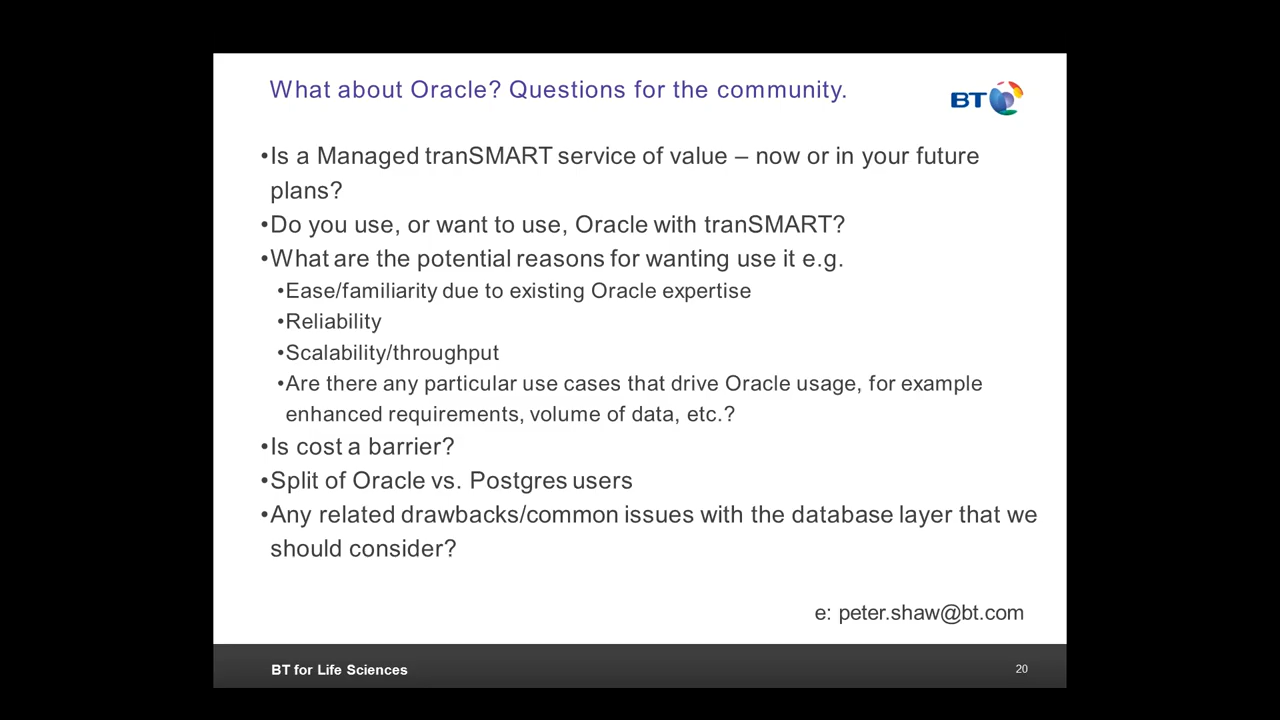 What about Oracle? Questions for the community.
BT
•Is a Managed tranSMART service of value – now or in your future
plans?
•Do you use, or want to use, Oracle with tranSMART?
•What are the potential reasons for wanting use it e.g.
•Ease/familiarity due to existing Oracle expertise
•Reliability
•Scalability/throughput
•Are there any particular use cases that drive Oracle usage, for example
enhanced requirements, volume of data, etc.?
•Is cost a barrier?
•Split of Oracle vs. Postgres users
•Any related drawbacks/common issues with the database layer that we
should consider?
e: peter.shaw@bt.com
BT for Life Sciences
20